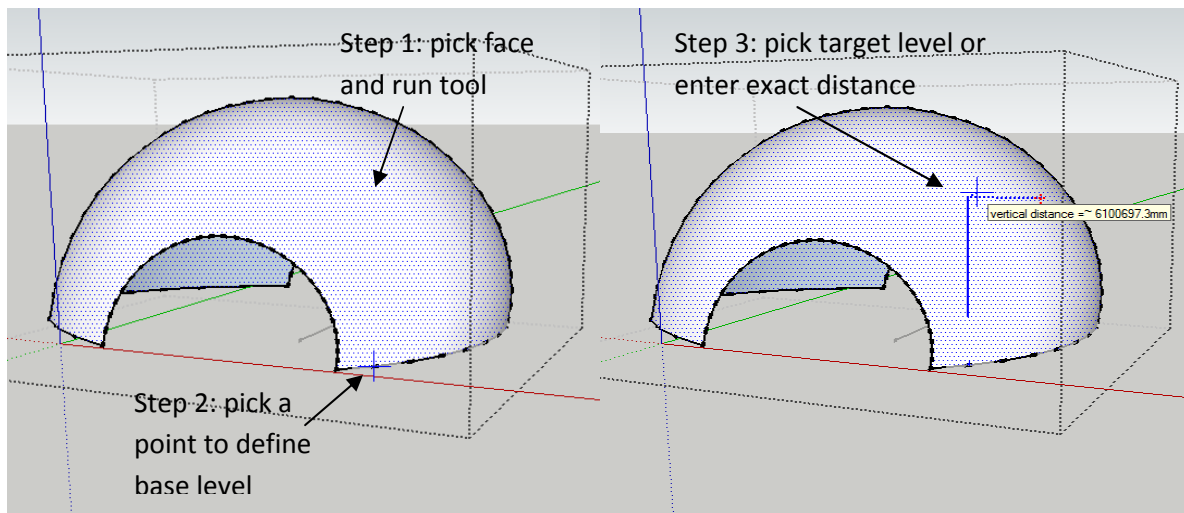 Step 1: pick face
and run tool
Step 2: pick a
point to define
base level
Step 3: pick target level or
enter exact distance
vertical distance =~ 6100697.3mm